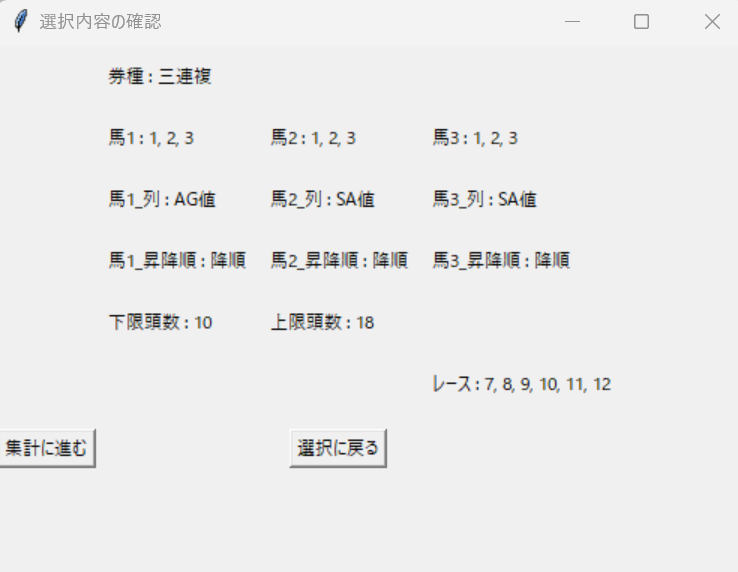 選択内容の確認
券種 : 三連複
馬1 : 1, 2, 3 馬2 : 1, 2, 3 馬3 : 1, 2, 3
馬1_列 : AG値 馬2_列 : SA値 馬3_列 : SA値
馬1_昇降順 : 降順 馬2_昇降順 : 降順 馬3_昇降順 : 降順
下限頭数 : 10 上限頭数 : 18
レース : 7, 8, 9, 10, 11, 12
集計に進む 選択に戻る